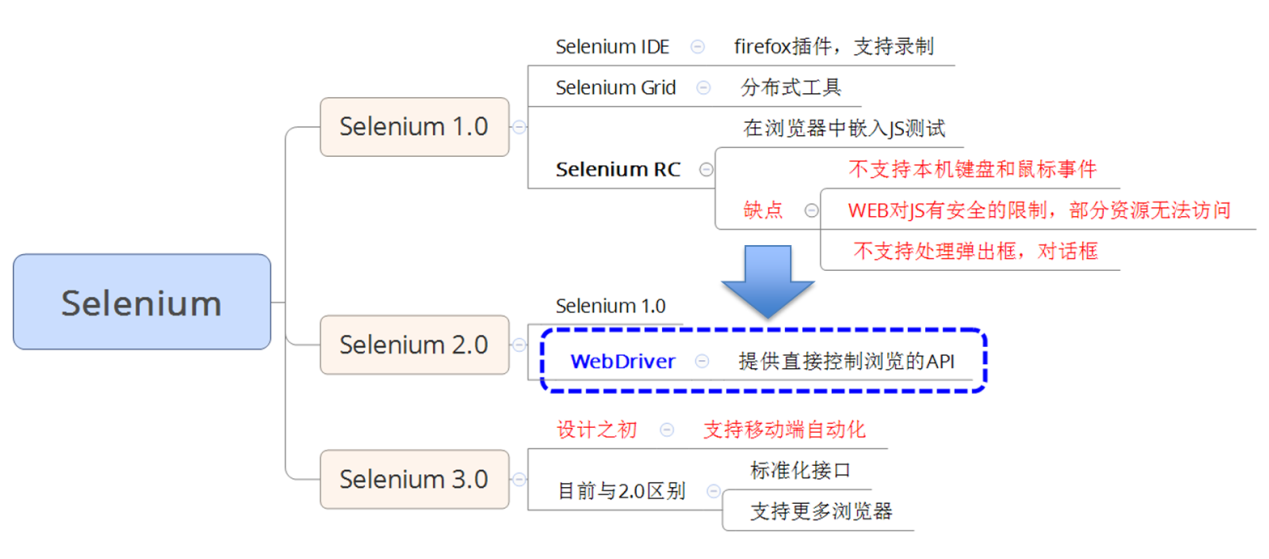 Selenium
Selenium 1.0
Selenium IDE
firefox插件，支持录制
Selenium Grid
分布式工具
Selenium RC
在浏览器中嵌入JS测试
缺点
不支持本机键盘和鼠标事件
WEB对JS有安全的限制，部分资源无法访问
不支持处理弹出框，对话框
Selenium 2.0
Selenium 1.0
WebDriver
提供直接控制浏览的API
Selenium 3.0
设计之初
支持移动端自动化
目前与2.0区别
标准化接口
支持更多浏览器